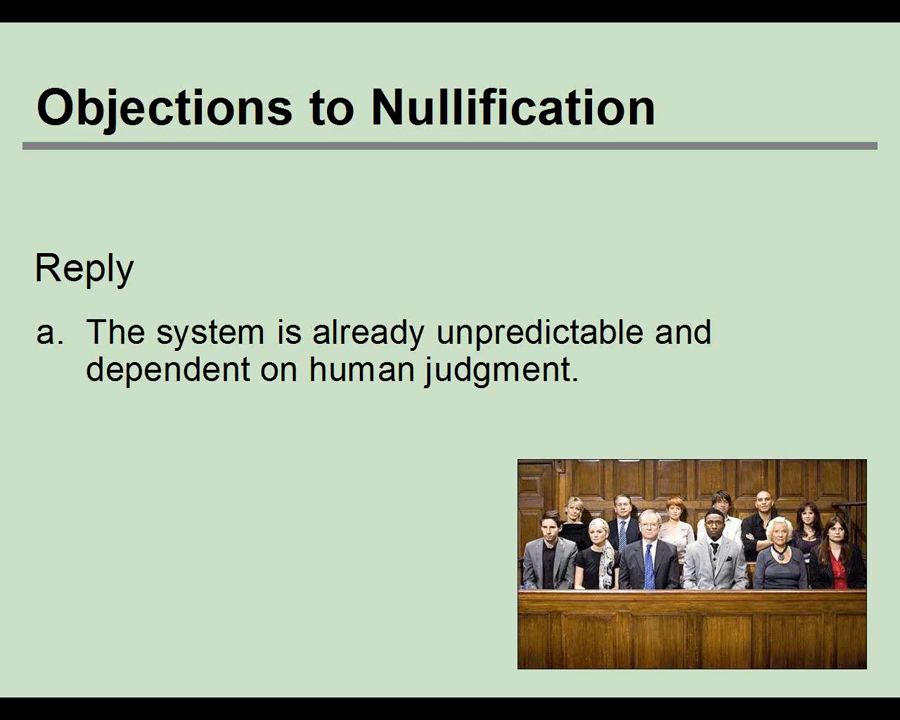 Objections to Nullification
Reply
a. The system is already unpredictable and
dependent on human judgment.